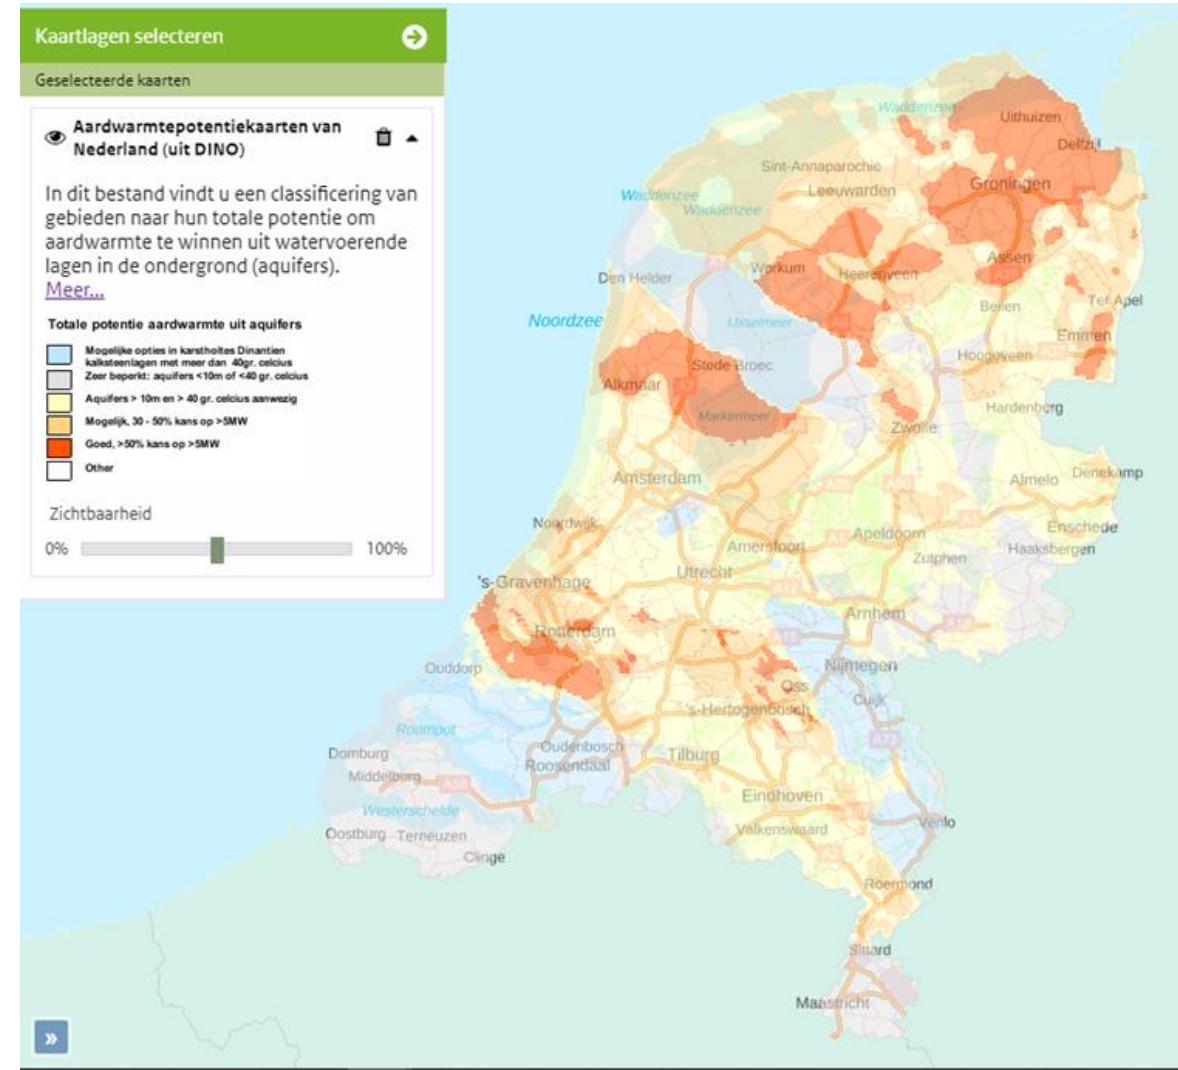 Kaartlagen selecteren
Geselecteerde kaarten
Aardwarmtepotentiekaarten van
Nederland (uit DINO)
In dit bestand vindt u een classificering van
gebieden naar hun totale potentie om
aardwarmte te winnen uit watervoerende
lagen in de ondergrond (aquifers).
Meer...
Totale potentie aardwarmte uit aquifers
Mogelijke opties in karstholtes Dinantien
kalksteenlagen met meer dan 40gr. celcius
Zeer beperkt: aquifers <10m of <40 gr. celcius
Aquifers > 10m en > 40 gr. celcius aanwezig
Mogelijk, 30 - 50% kans op >5MW
Goed, >50% kans op >5MW
Other
Zichtbaarheid
0%
100%
»
Waddenzee
Uithuizen
Delfzijl
Sint-Annaparochie
Leeuwarden
Groningen
Waddenzee
Waddenzee
Assen
Den Helder
Workum
Heerenveen
Beilen
Ter Apel
Noordzee
IJsselmeer
Emmen
Hoogeveen
Stede Broec
Alkmaar
A7
Markermeer
Hardenberg
Zwolle
Amsterdam
Almelo
Denekamp
Noordwijk
Apeldoorn
Enschede
Amersfoort
Haaksbergen
Zutphen
Utrecht
's-Gravenhage
Arnhem
Rotterdam
A15
Ouddorp
Nijmegen
Oss
Cuijk
's-Hertogenbosch
Roompot
A73
Domburg
Oudenbosch
Roosendaal
Tilburg
Middelburg
A58
Eindhoven
Westerschelde
Venlo
Oostburg
Terneuzen
Valkenswaard
Clinge
A2
Roermond
Sittard
Maastricht